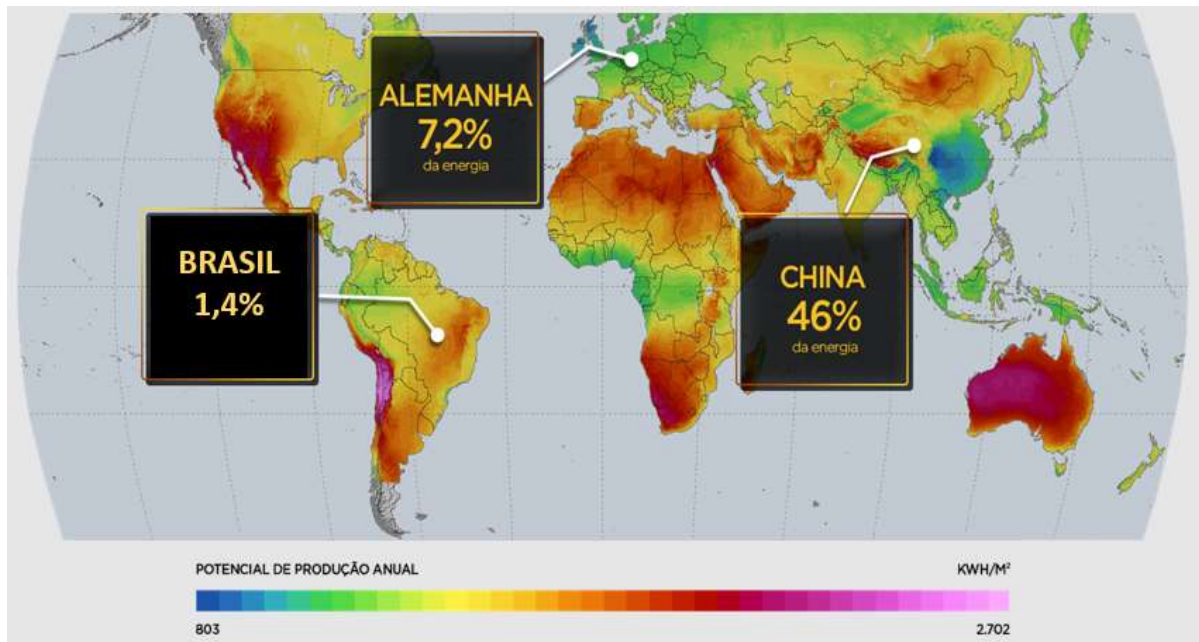 ALEMANHA
7,2%
da energia
BRASIL
1,4%
CHINA
46%
da energia
POTENCIAL DE PRODUÇÃO ANUAL
KWH/M²
803
2.702